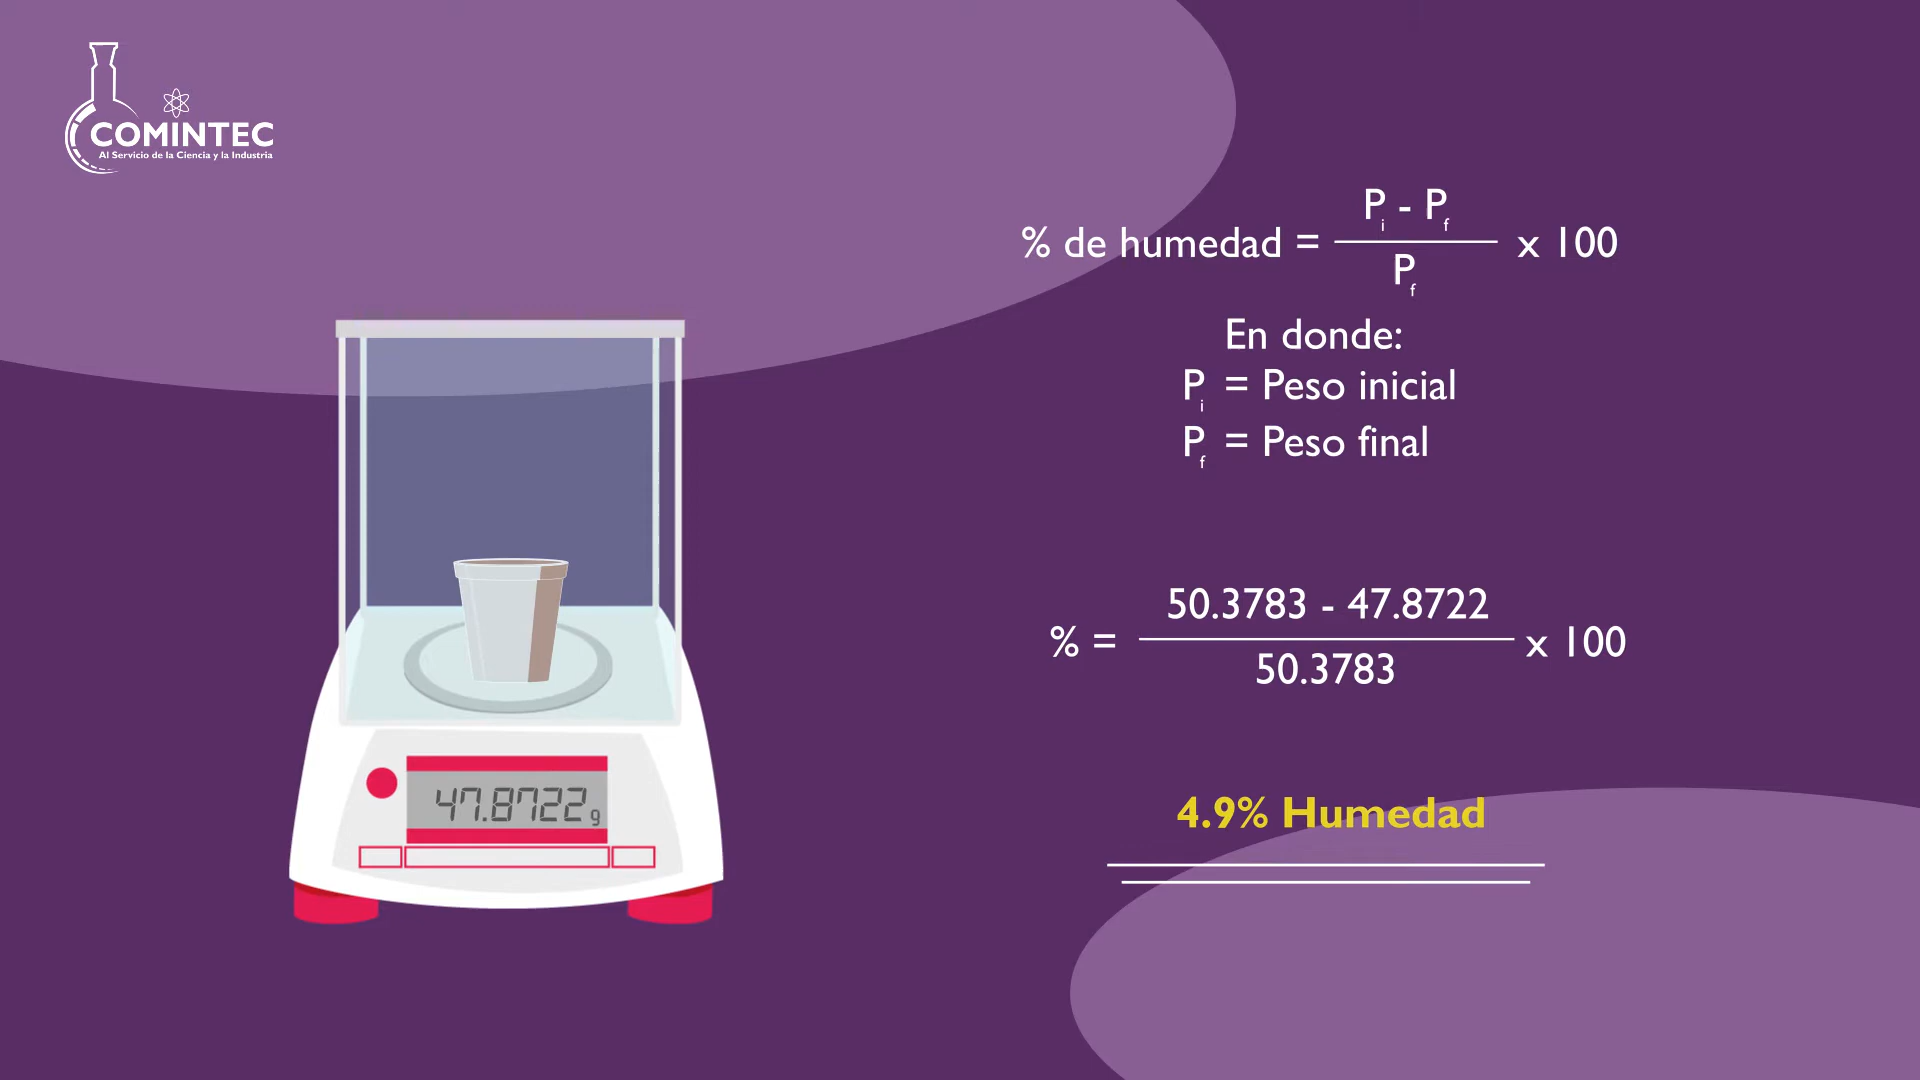 COMINTEC
Al Servicio de la Ciencia y la Industria
% de humedad = Pi - Pf / Pf x 100
En donde:
Pi = Peso inicial
Pf = Peso final
% = 50.3783 - 47.8722 / 50.3783 x 100
47.8722 g
4.9% Humedad